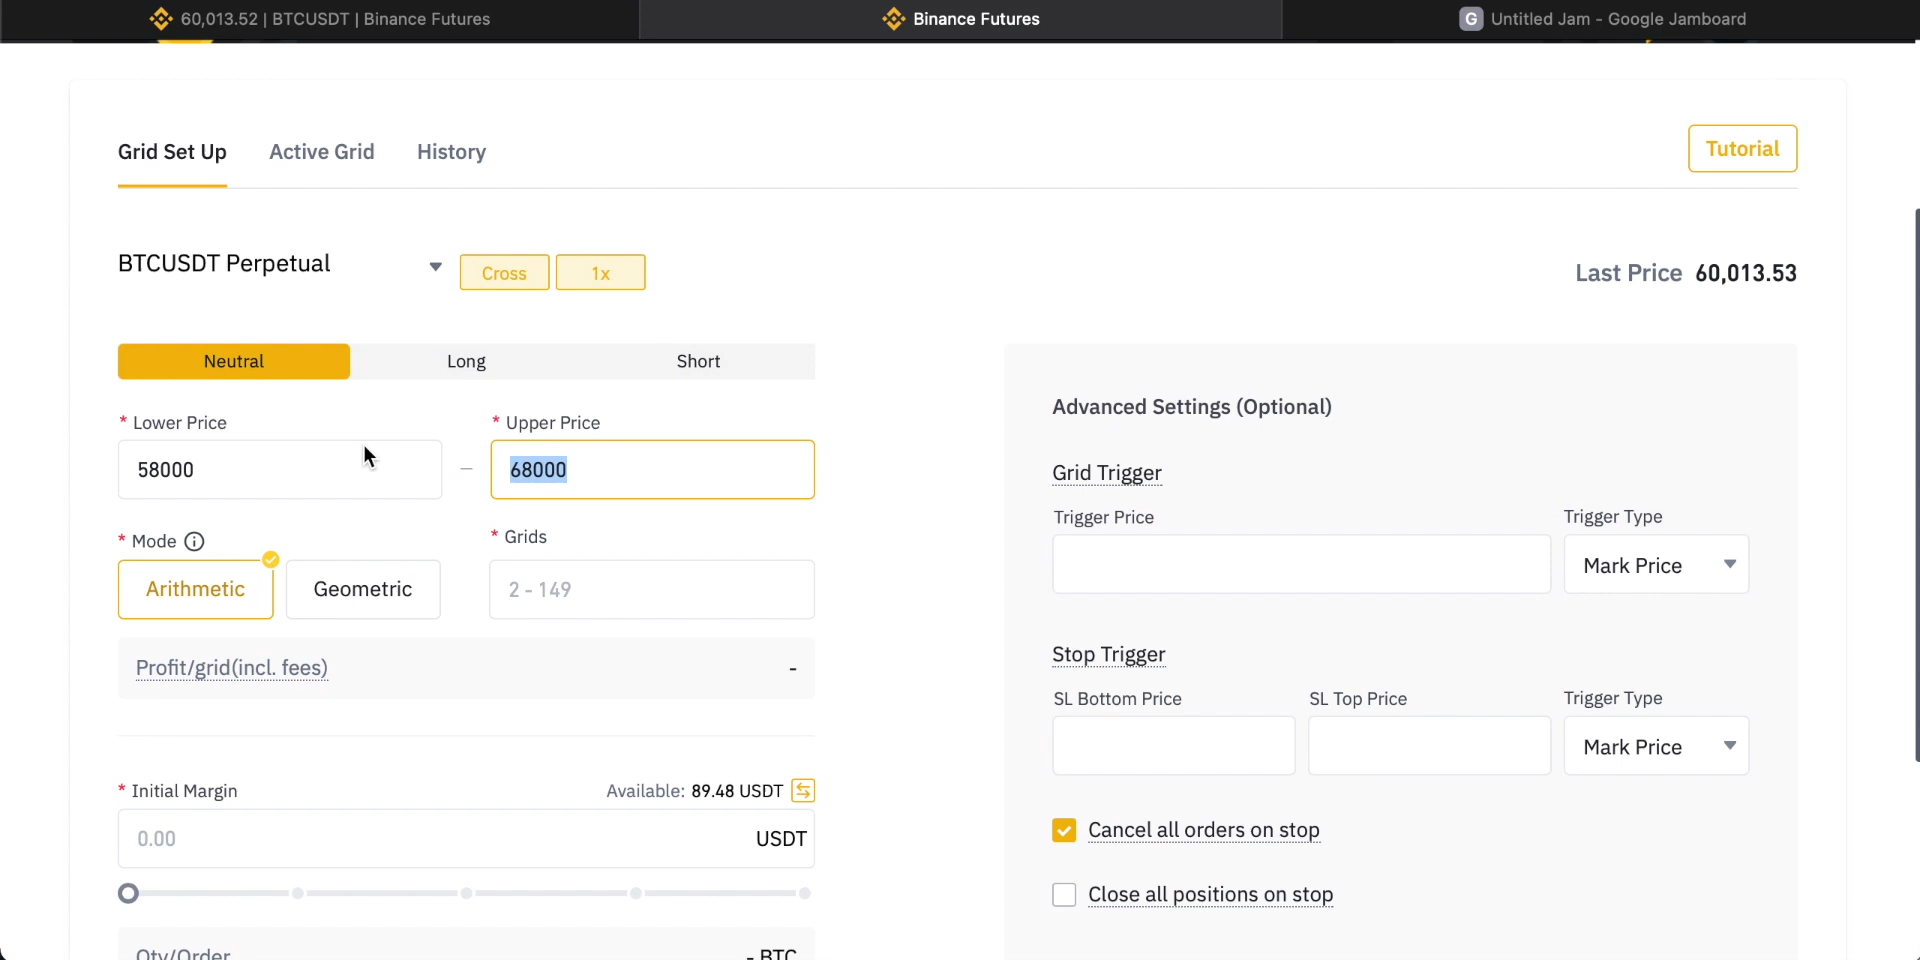 60,013.52 | BTCUSDT | Binance Futures
Binance Futures
G Untitled Jam - Google Jamboard
Grid Set Up Active Grid History
Tutorial
BTCUSDT Perpetual Cross 1x
Last Price 60,013.53
Neutral Long Short
* Lower Price * Upper Price
58000 – 68000
* Mode * Grids
Arithmetic Geometric 2 - 149
Profit/grid(incl. fees) -
* Initial Margin Available: 89.48 USDT
0.00 USDT
Qty/Order - BTC
Advanced Settings (Optional)
Grid Trigger
Trigger Price Trigger Type
Mark Price
Stop Trigger
SL Bottom Price SL Top Price Trigger Type
Mark Price
Cancel all orders on stop
Close all positions on stop